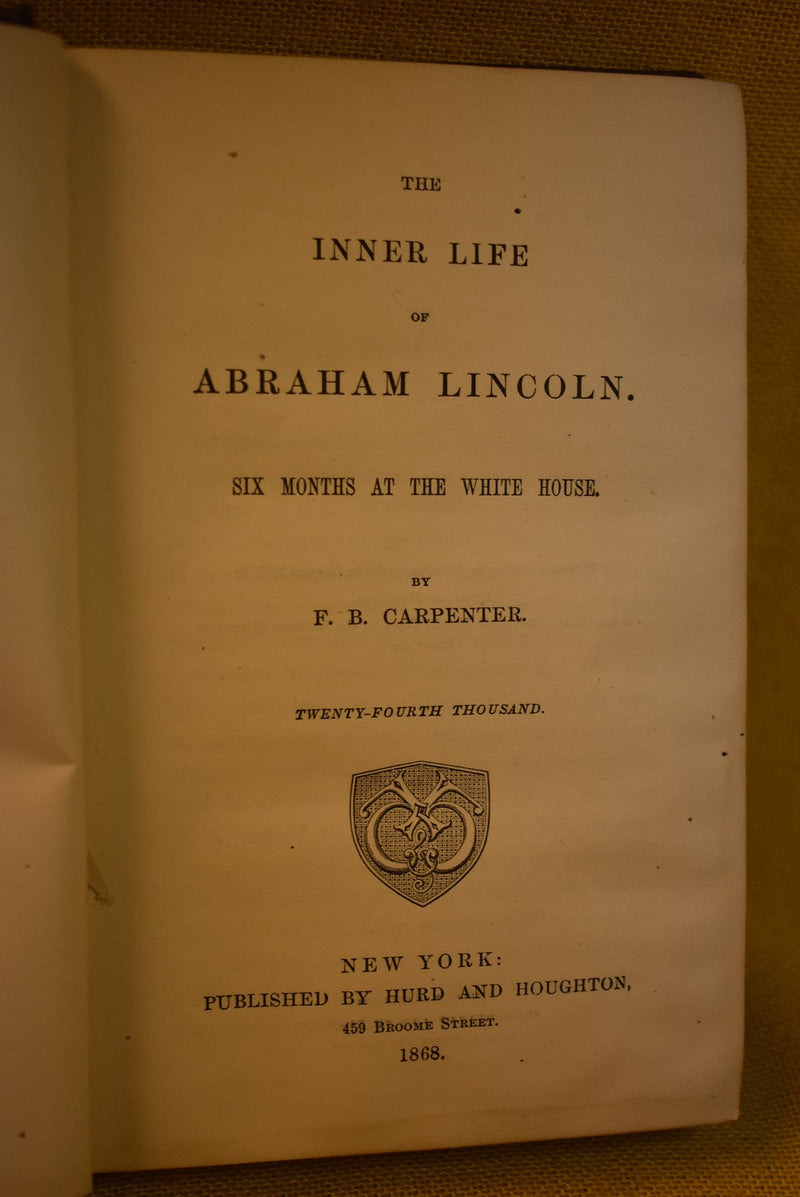 THE
INNER LIFE
OF
ABRAHAM LINCOLN.
SIX MONTHS AT THE WHITE HOUSE.
BY
F. B. CARPENTER.
TWENTY-FOURTH THOUSAND.
NEW YORK:
PUBLISHED BY HURD AND HOUGHTON,
459 BROOME STREET.
1868.